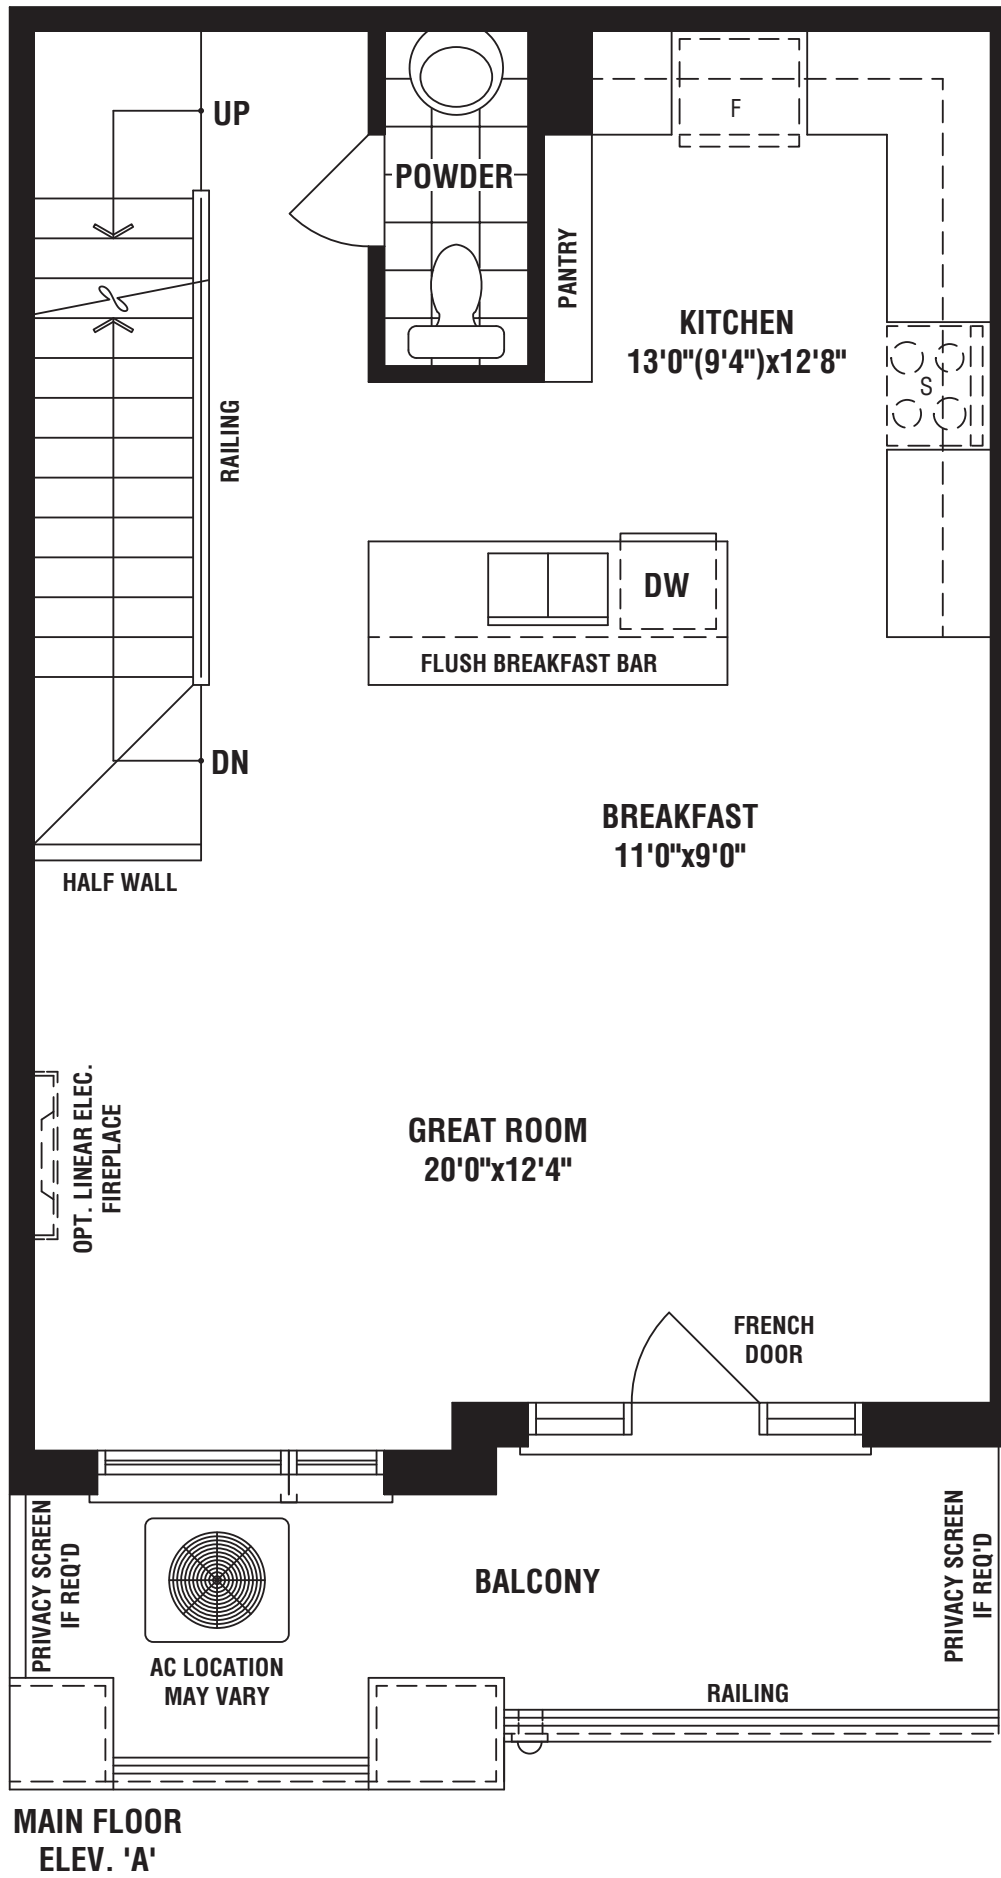 UP
POWDER
F
PANTRY
KITCHEN
13'0"(9'4")x12'8"
S
RAILING
DW
FLUSH BREAKFAST BAR
DN
BREAKFAST
11'0"x9'0"
HALF WALL
OPT. LINEAR ELEC.
FIREPLACE
GREAT ROOM
20'0"x12'4"
FRENCH
DOOR
PRIVACY SCREEN
IF REQ'D
BALCONY
PRIVACY SCREEN
IF REQ'D
AC LOCATION
MAY VARY
RAILING
MAIN FLOOR
ELEV. 'A'